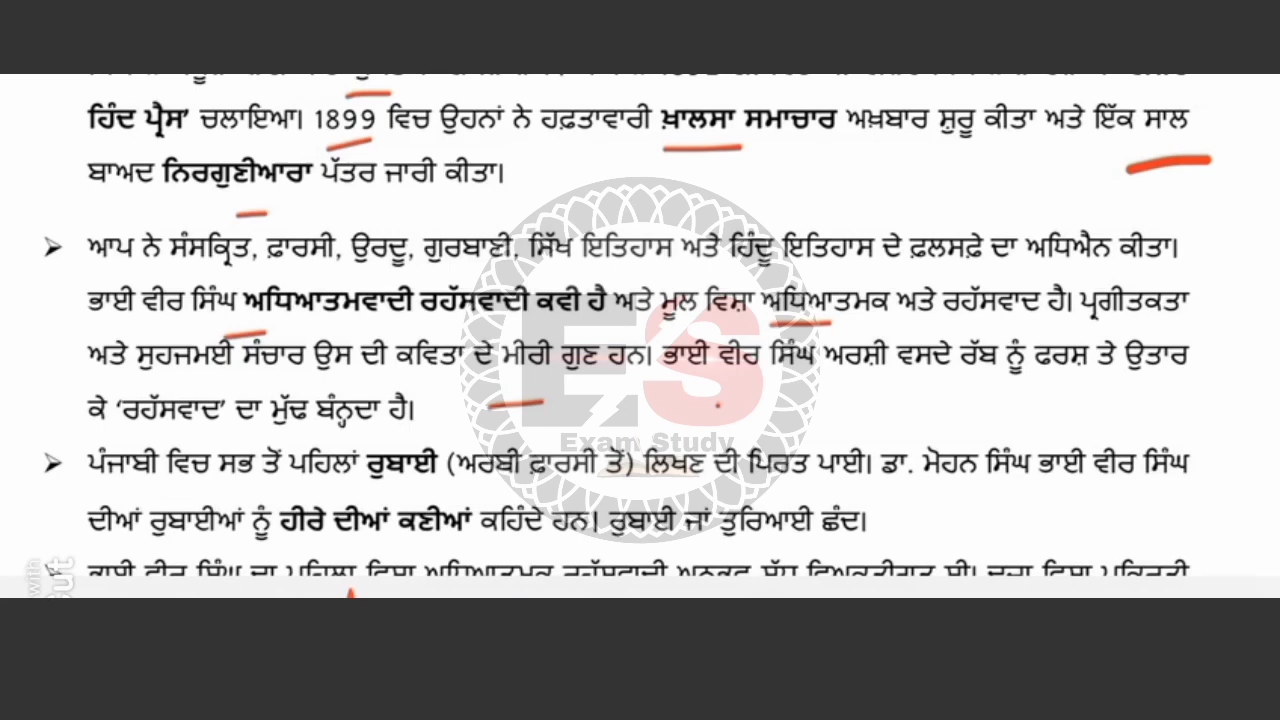 ਹਿੰਦ ਪ੍ਰੈਸ’ ਚਲਾਇਆ। 1899 ਵਿਚ ਉਹਨਾਂ ਨੇ ਹਫ਼ਤਾਵਾਰੀ ਖ਼ਾਲਸਾ ਸਮਾਚਾਰ ਅਖ਼ਬਾਰ ਸ਼ੁਰੂ ਕੀਤਾ ਅਤੇ ਇੱਕ ਸਾਲ
ਬਾਅਦ ਨਿਰਗੁਣੀਆਰਾ ਪੱਤਰ ਜਾਰੀ ਕੀਤਾ।
➢ ਆਪ ਨੇ ਸੰਸਕ੍ਰਿਤ, ਫ਼ਾਰਸੀ, ਉਰਦੂ, ਗੁਰਬਾਣੀ, ਸਿੱਖ ਇਤਿਹਾਸ ਅਤੇ ਹਿੰਦੂ ਇਤਿਹਾਸ ਦੇ ਫ਼ਲਸਫ਼ੇ ਦਾ ਅਧਿਐਨ ਕੀਤਾ।
ਭਾਈ ਵੀਰ ਸਿੰਘ ਅਧਿਆਤਮਵਾਦੀ ਰਹੱਸਵਾਦੀ ਕਵੀ ਹੈ ਅਤੇ ਮੂਲ ਵਿਸ਼ਾ ਅਧਿਆਤਮਕ ਅਤੇ ਰਹੱਸਵਾਦ ਹੈ। ਪ੍ਰਗੀਤਕਤਾ
ਅਤੇ ਸੁਹਜਮਈ ਸੰਚਾਰ ਉਸ ਦੀ ਕਵਿਤਾ ਦੇ ਮੀਰੀ ਗੁਣ ਹਨ। ਭਾਈ ਵੀਰ ਸਿੰਘ ਅਰਸ਼ੀ ਵਸਦੇ ਰੱਬ ਨੂੰ ਫਰਸ਼ ਤੇ ਉਤਾਰ
ਕੇ ‘ਰਹੱਸਵਾਦ’ ਦਾ ਮੁੱਢ ਬੰਨ੍ਹਦਾ ਹੈ।
ES
Exam Study
➢ ਪੰਜਾਬੀ ਵਿਚ ਸਭ ਤੋਂ ਪਹਿਲਾਂ ਰੁਬਾਈ (ਅਰਬੀ ਫ਼ਾਰਸੀ ਤੋਂ) ਲਿਖਣ ਦੀ ਪਿਰਤ ਪਾਈ। ਡਾ. ਮੋਹਨ ਸਿੰਘ ਭਾਈ ਵੀਰ ਸਿੰਘ
ਦੀਆਂ ਰੁਬਾਈਆਂ ਨੂੰ ਹੀਰੇ ਦੀਆਂ ਕਣੀਆਂ ਕਹਿੰਦੇ ਹਨ। ਰੁਬਾਈ ਜਾਂ ਤੁਰਿਆਈ ਛੰਦ।